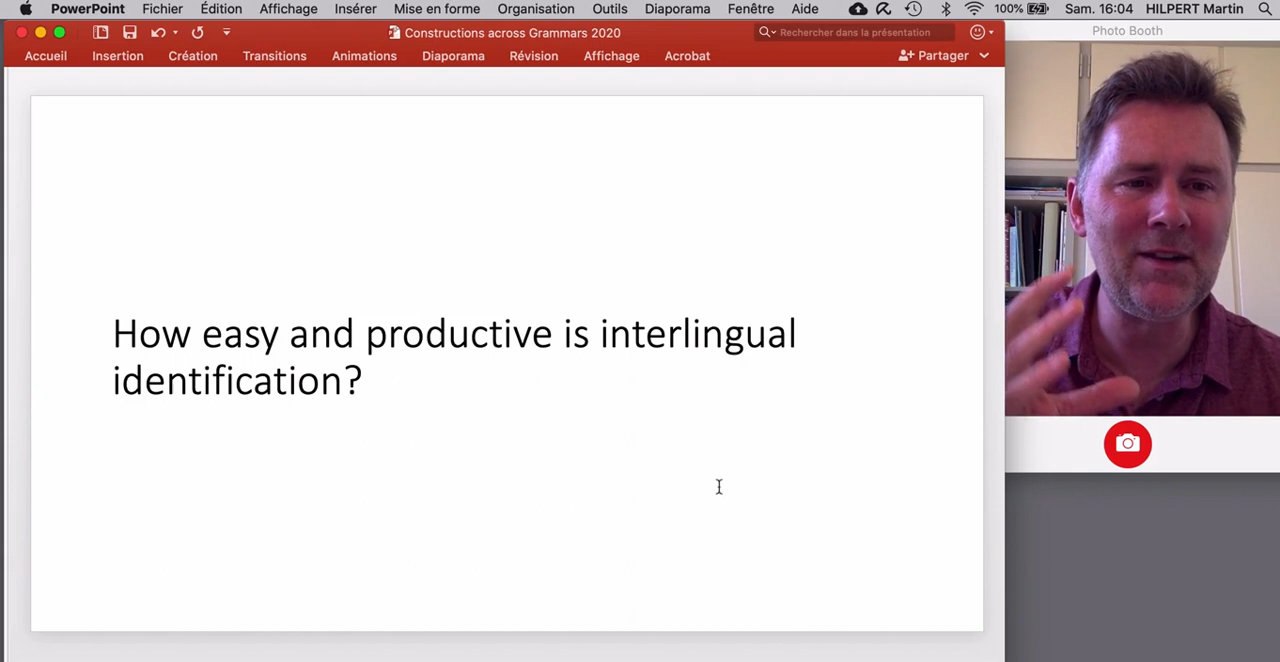 PowerPoint Fichier Édition Affichage Insérer Mise en forme Organisation Outils Diaporama Fenêtre Aide 100% Sam. 16:04 HILPERT Martin
Constructions across Grammars 2020
Rechercher dans la présentation
Photo Booth
Accueil Insertion Création Transitions Animations Diaporama Révision Affichage Acrobat Partager
How easy and productive is interlingual
identification?